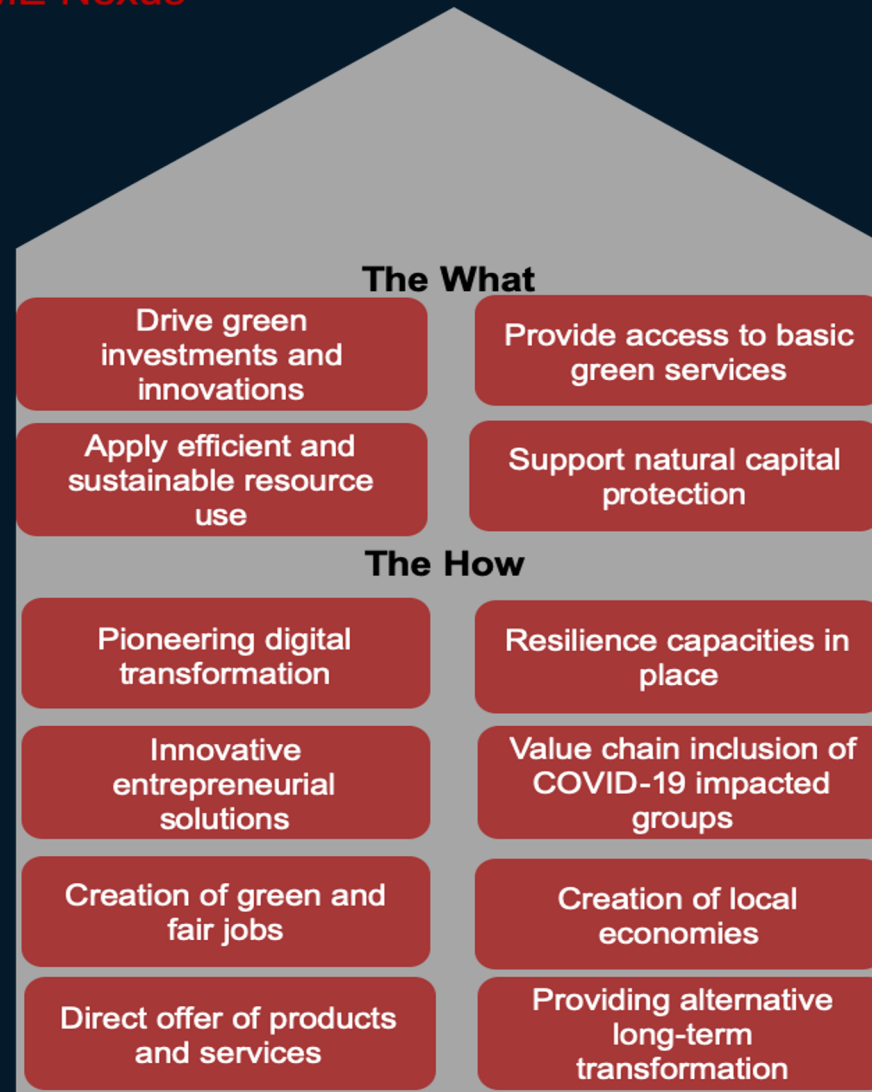 Nexus
The What
Drive green
investments and
innovations
Provide access to basic
green services
Apply efficient and
sustainable resource
use
Support natural capital
protection
The How
Pioneering digital
transformation
Resilience capacities in
place
Innovative
entrepreneurial
solutions
Value chain inclusion of
COVID-19 impacted
groups
Creation of green and
fair jobs
Creation of local
economies
Direct offer of products
and services
Providing alternative
long-term
transformation